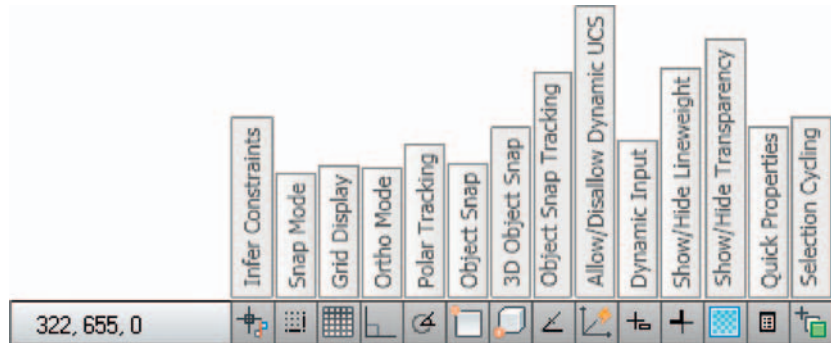 Infer Constraints
Snap Mode
Grid Display
Ortho Mode
Polar Tracking
Object Snap
3D Object Snap
Object Snap Tracking
Allow/Disallow Dynamic UCS
Dynamic Input
Show/Hide Lineweight
Show/Hide Transparency
Quick Properties
Selection Cycling
322, 655, 0